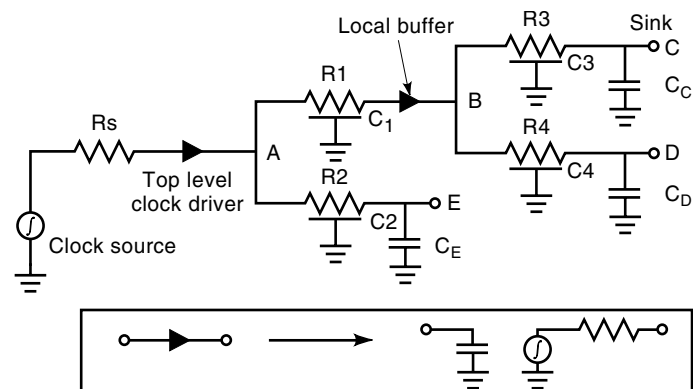 Local buffer
R3
Sink
C
C3
C_C
R1
C_1
B
Rs
A
R4
D
C4
C_D
Top level
clock driver
R2
E
C2
C_E
Clock source